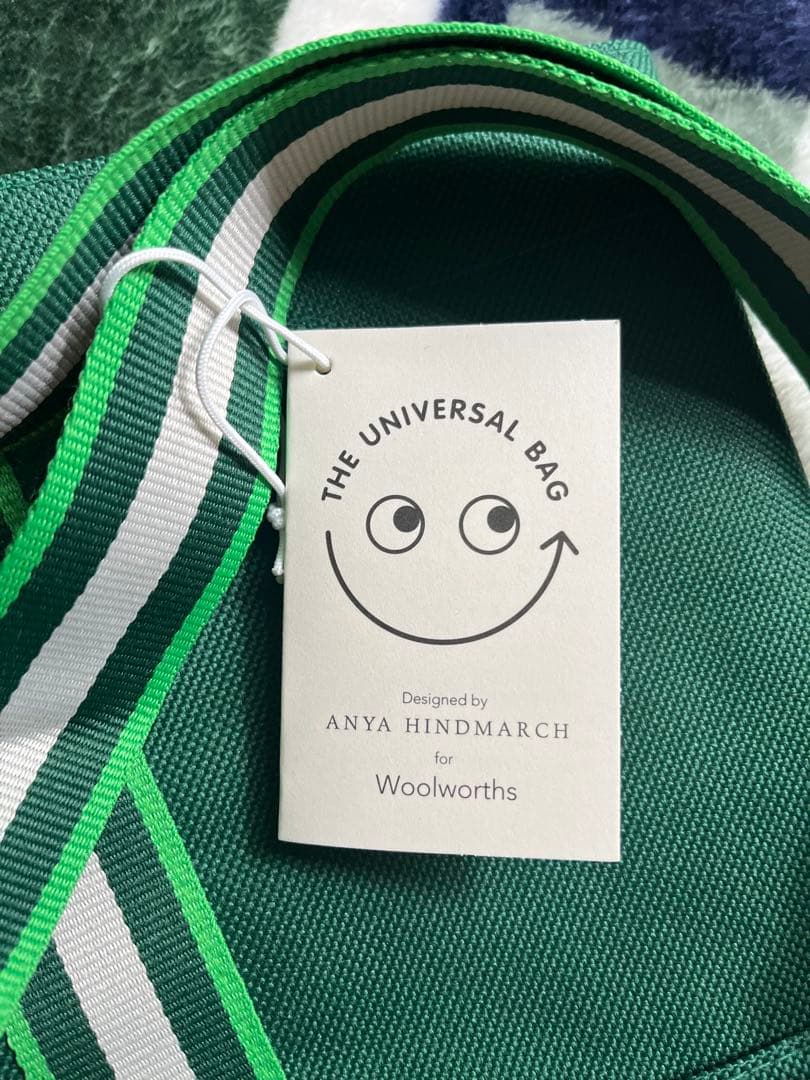 THE UNIVERSAL BAG
Designed by
ANYA HINDMARCH
for
Woolworths